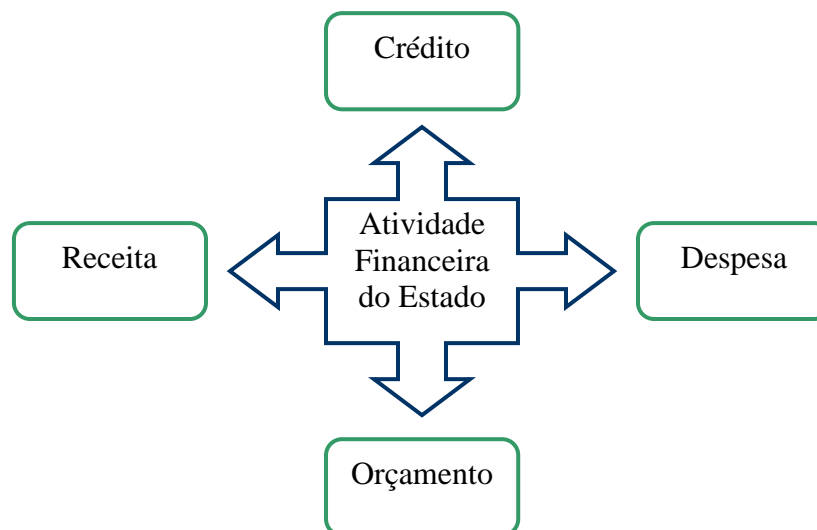 Crédito
Receita
Atividade
Financeira
do Estado
Despesa
Orçamento